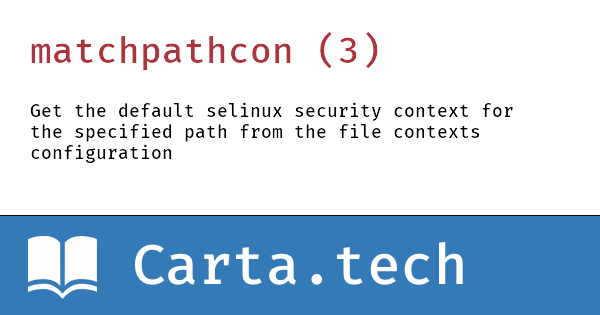 matchpathcon (3)
Get the default selinux security context for
the specified path from the file contexts
configuration
Carta.tech